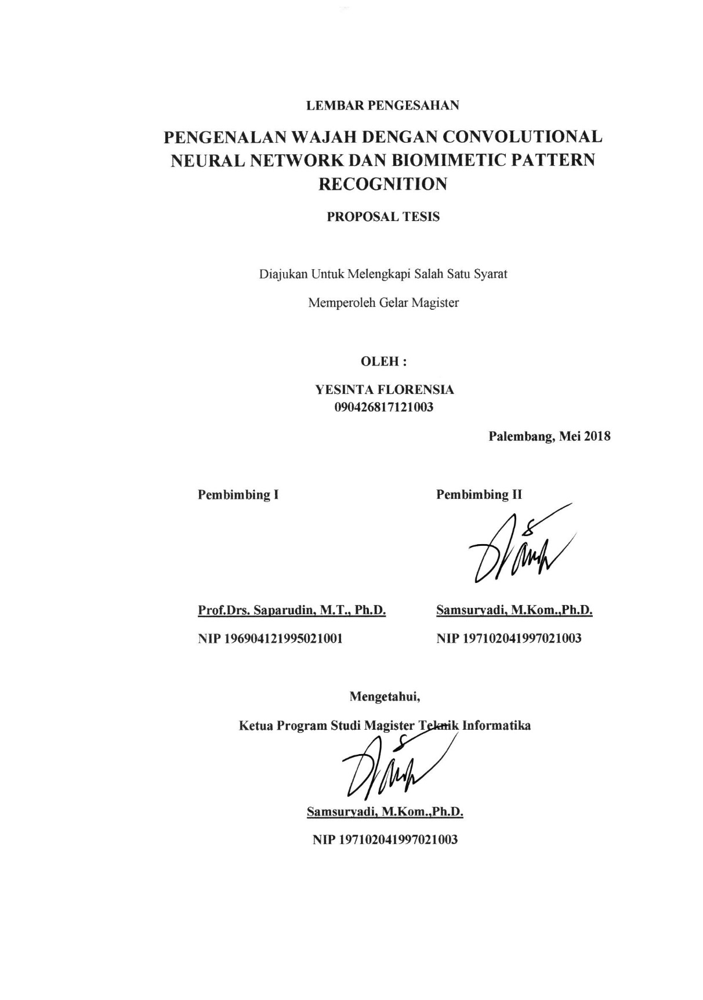 LEMBAR PENGESAHAN
PENGENALAN WAJAH DENGAN CONVOLUTIONAL
NEURAL NETWORK DAN BIOMIMETIC PATTERN
RECOGNITION
PROPOSAL TESIS
Diajukan Untuk Melengkapi Salah Satu Syarat
Memperoleh Gelar Magister
OLEH :
YESINTA FLORENSIA
090426817121003
Palembang, Mei 2018
Pembimbing I
Pembimbing II
Prof.Drs. Saparudin, M.T., Ph.D.
Samsuryadi, M.Kom.,Ph.D.
NIP 196904121995021001
NIP 197102041997021003
Mengetahui,
Ketua Program Studi Magister Teknik Informatika
Samsuryadi, M.Kom.,Ph.D.
NIP 197102041997021003